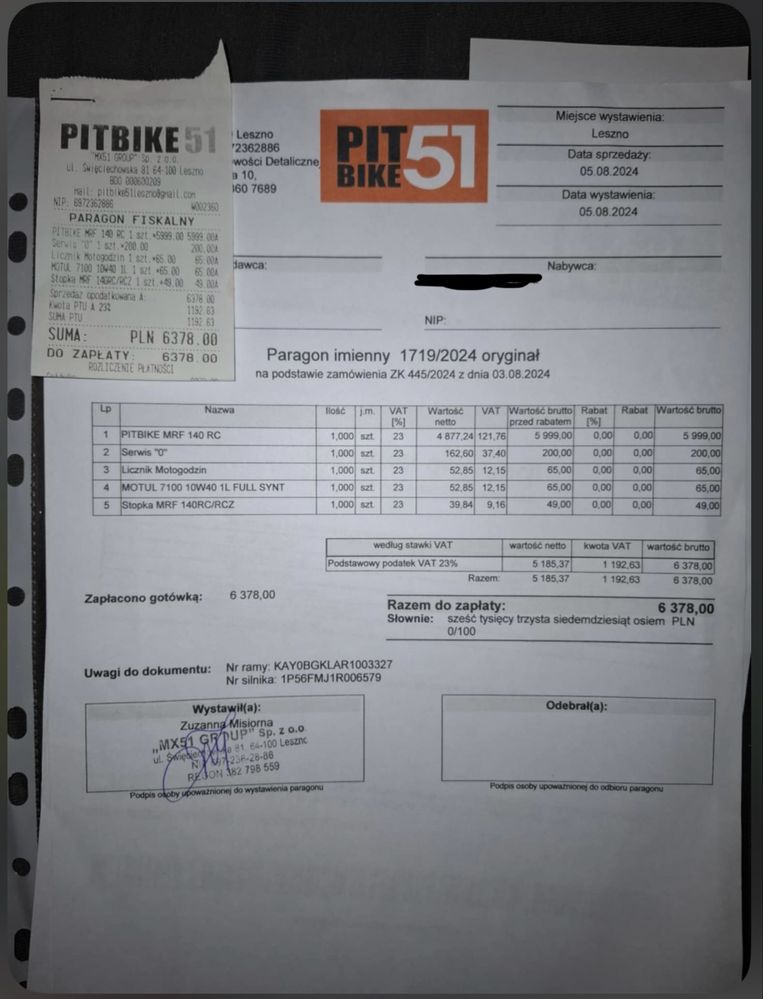 PITBIKE 51
"MX51 GROUP" Sp. z o.o.
ul. Święciechowska 81 64-100 Leszno
BDO 000600209
Mail: pitbike51leszno@gmail.com
NIP: 6972362886
W002360
PARAGON FISKALNY
PITBIKE MRF 140 RC 1 szt.*5999.00 5999.00A
Serwis "0" 1 szt.*200.00 200.00A
Licznik Motogodzin 1 szt.*65.00 65.00A
MOTUL 7100 10W40 1L 1 szt.*65.00 65.00A
Stopka MRF 140RC/RCZ 1 szt.*49.00 49.00A
Sprzedaż opodatkowana A: 6378.00
Kwota PTU A 23% 1192.63
SUMA PTU 1192.63
SUMA: PLN 6378.00
DO ZAPŁATY: 6378.00
ROZLICZENIE PŁATNOŚCI
Leszno
72362886
wości Detalicznej
a 10,
360 7689
PIT BIKE 51
Miejsce wystawienia:
Leszno
Data sprzedaży:
05.08.2024
Data wystawienia:
05.08.2024
dawca:
Nabywca:
NIP:
Paragon imienny 1719/2024 oryginał
na podstawie zamówienia ZK 445/2024 z dnia 03.08.2024
Lp Nazwa Ilość j.m. VAT [%] Wartość netto VAT Wartość brutto przed rabatem Rabat [%] Rabat Wartość brutto
1 PITBIKE MRF 140 RC 1,000 szt. 23 4 877,24 121,76 5 999,00 0,00 0,00 5 999,00
2 Serwis "0" 1,000 szt. 23 162,60 37,40 200,00 0,00 0,00 200,00
3 Licznik Motogodzin 1,000 szt. 23 52,85 12,15 65,00 0,00 0,00 65,00
4 MOTUL 7100 10W40 1L FULL SYNT 1,000 szt. 23 52,85 12,15 65,00 0,00 0,00 65,00
5 Stopka MRF 140RC/RCZ 1,000 szt. 23 39,84 9,16 49,00 0,00 0,00 49,00
według stawki VAT wartość netto kwota VAT wartość brutto
Podstawowy podatek VAT 23% 5 185,37 1 192,63 6 378,00
Razem: 5 185,37 1 192,63 6 378,00
Zapłacono gotówką: 6 378,00
Razem do zapłaty: 6 378,00
Słownie: sześć tysięcy trzysta siedemdziesiąt osiem PLN
0/100
Uwagi do dokumentu: Nr ramy: KAY0BGKLAR1003327
Nr silnika: 1P56FMJ1R006579
Wystawił(a):
Zuzanna Misiorna
„MX51 GROUP" Sp. z o.o.
81, 64-100 Leszno
697-236-28-86
REGON 382 798 559
Podpis osoby upoważnionej do wystawienia paragonu
Odebrał(a):
Podpis osoby upoważnionej do odbioru paragonu